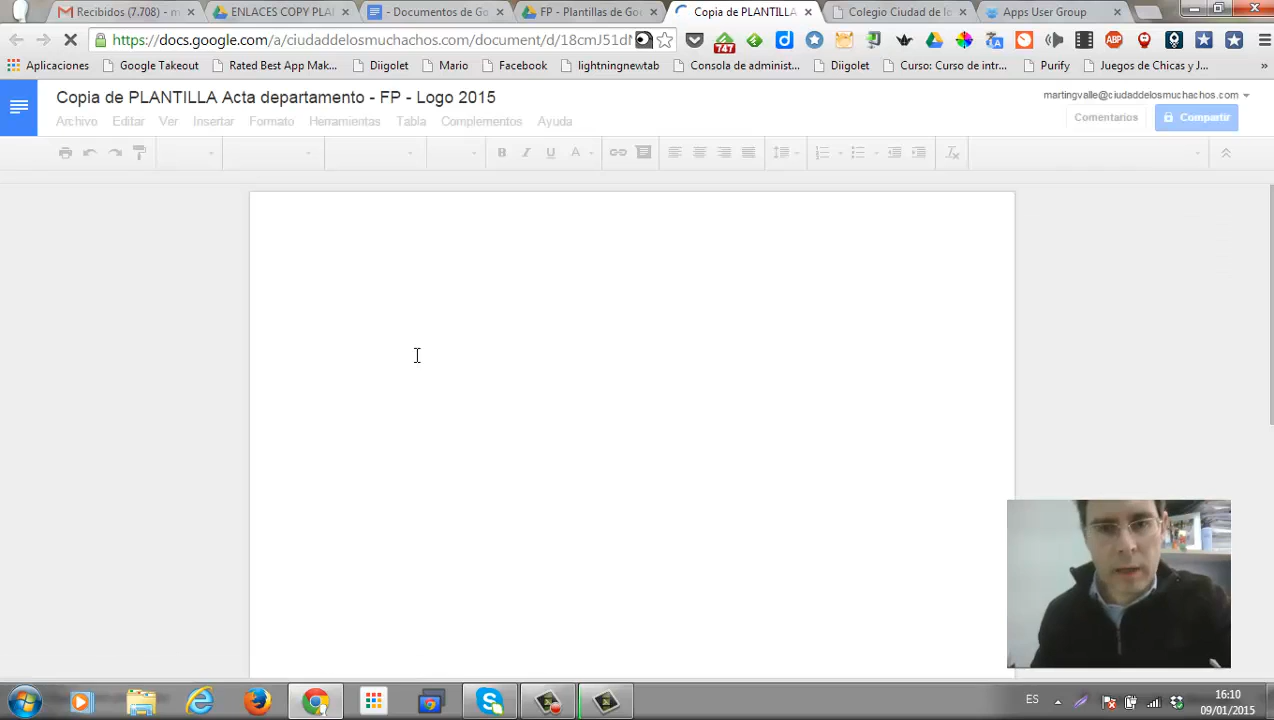 Recibidos (7.708) - m
ENLACES COPY PLA
- Documentos de Go
FP - Plantillas de Goo
Copia de PLANTILLA
Colegio Ciudad de lo
Apps User Group
https://docs.google.com/a/ciudaddelosmuchachos.com/document/d/18cmJ51dN
747
ABP
Aplicaciones
Google Takeout
Rated Best App Mak...
Diigolet
Mario
Facebook
lightningnewtab
Consola de administ...
Diigolet
Curso: Curso de intr...
Purify
Juegos de Chicas y J...
»
Copia de PLANTILLA Acta departamento - FP - Logo 2015
martingvalle@ciudaddelosmuchachos.com
Archivo
Editar
Ver
Insertar
Formato
Herramientas
Tabla
Complementos
Ayuda
Comentarios
Compartir
B
I
U
A
ES
16:10
09/01/2015